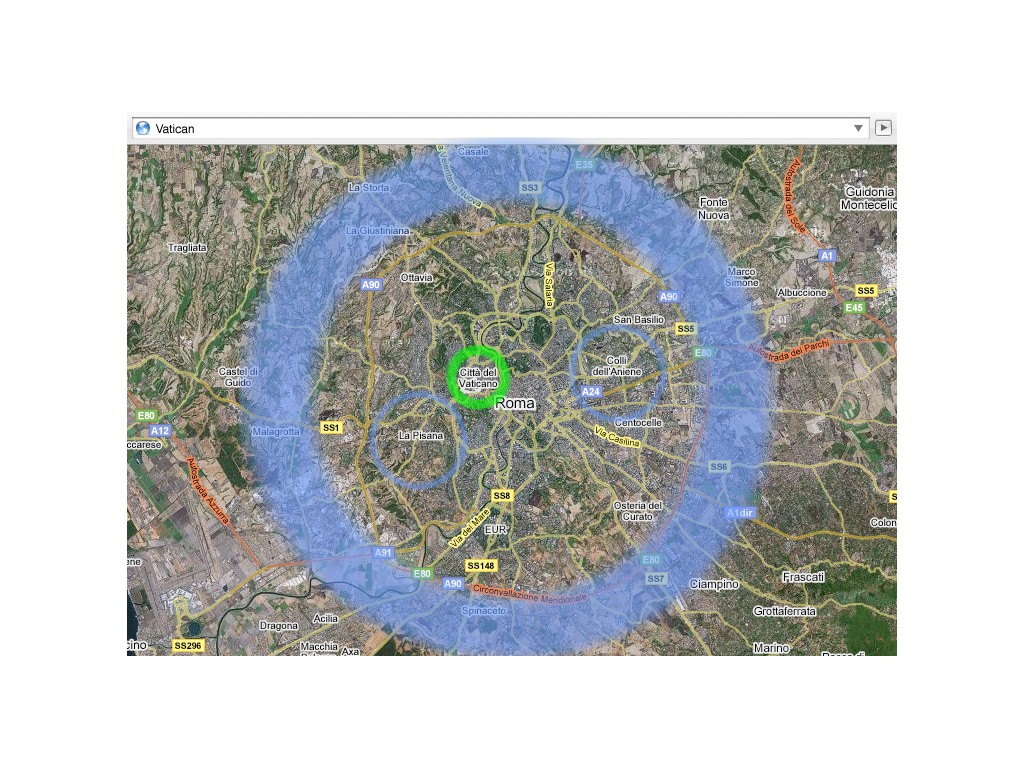 Vatican
Casale
E35
La Storta
SS3
Autostrada del Sole
Guidonia
Montecelio
Fonte
Nuova
La Giustiniana
Tragliata
A1
Marco
Simone
Ottavia
Via Salaria
A90
A90
Albuccione
SS5
E45
San Basilio
SS5
E80
Autostrada dei Parchi
Colli
dell'Aniene
Città del
Vaticano
Castel di
Guido
A24
Roma
E80
A12
ccarese
Malagrotta
SS1
La Pisana
Centocelle
Via Casilina
SS6
Autostrada Azzurra
SS8
Osteria del
Curato
A1dir
Colon
Via del Mare
EUR
A91
E80
SS148
E80
SS7
A90
Circonvallazione Meridionale
Ciampino
Frascati
Spinaceto
Grottaferrata
Acilia
Dragona
SS296
Macchia
Axa
Marino